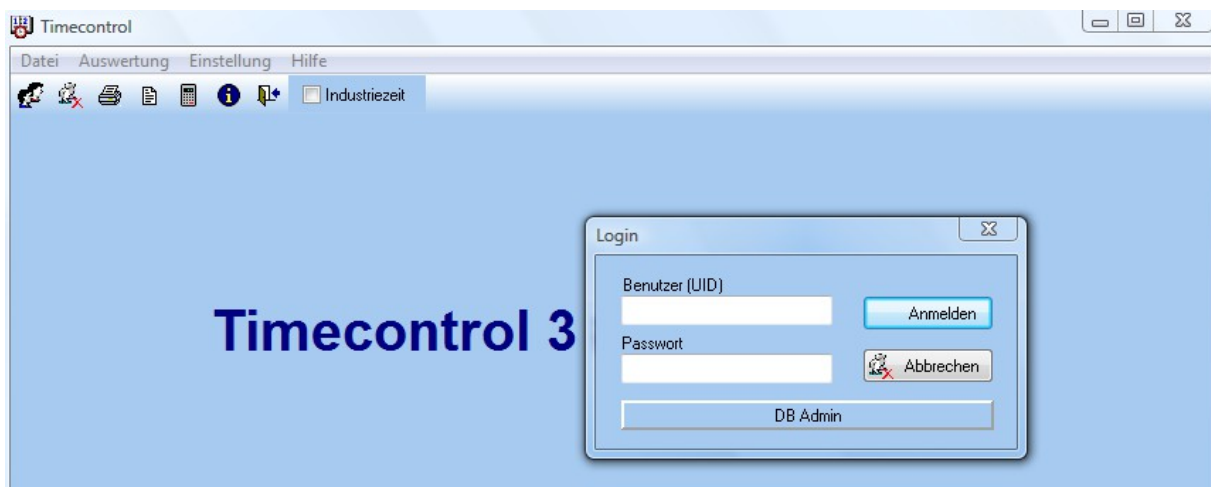 Timecontrol
Datei Auswertung Einstellung Hilfe
Industriezeit
Timecontrol 3
Login
Benutzer (UID)
Anmelden
Passwort
Abbrechen
DB Admin